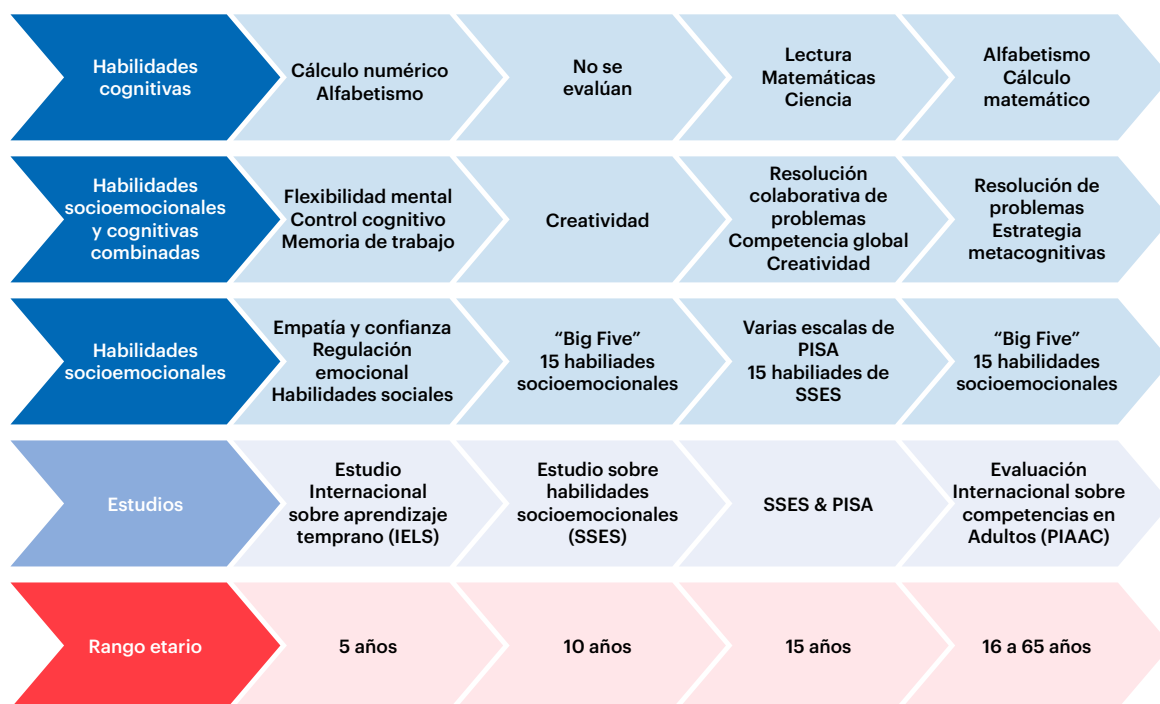 Habilidades
cognitivas
Cálculo numérico
Alfabetismo
No se
evalúan
Lectura
Matemáticas
Ciencia
Alfabetismo
Cálculo
matemático
Habilidades
socioemocionales
y cognitivas
combinadas
Flexibilidad mental
Control cognitivo
Memoria de trabajo
Creatividad
Resolución
colaborativa de
problemas
Competencia global
Creatividad
Resolución de
problemas
Estrategia
metacognitivas
Habilidades
socioemocionales
Empatía y confianza
Regulación
emocional
Habilidades sociales
“Big Five”
15 habiliades
socioemocionales
Varias escalas de
PISA
15 habiliades de
SSES
“Big Five”
15 habilidades
socioemocionales
Estudios
Estudio
Internacional
sobre aprendizaje
temprano (IELS)
Estudio sobre
habilidades
socioemocionales
(SSES)
SSES & PISA
Evaluación
Internacional sobre
competencias en
Adultos (PIAAC)
Rango etario
5 años
10 años
15 años
16 a 65 años